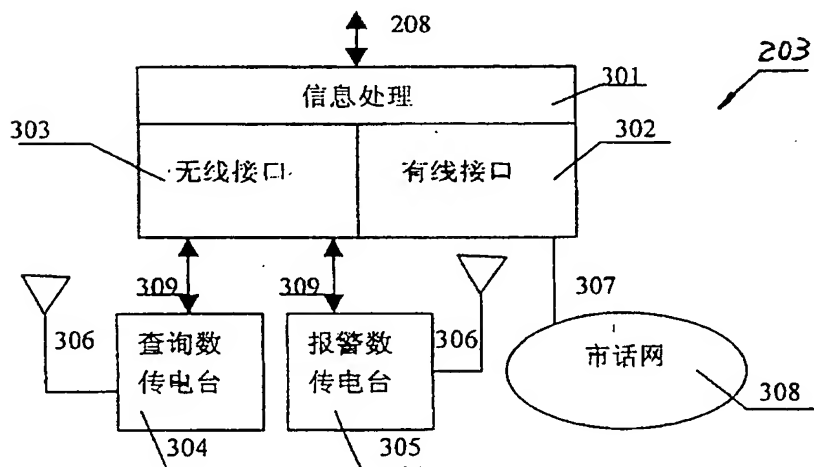 208
203
信息处理
301
303
302
无线接口
有线接口
309
309
307
306
查询数
传电台
报警数
传电台
306
市话网
308
304
305